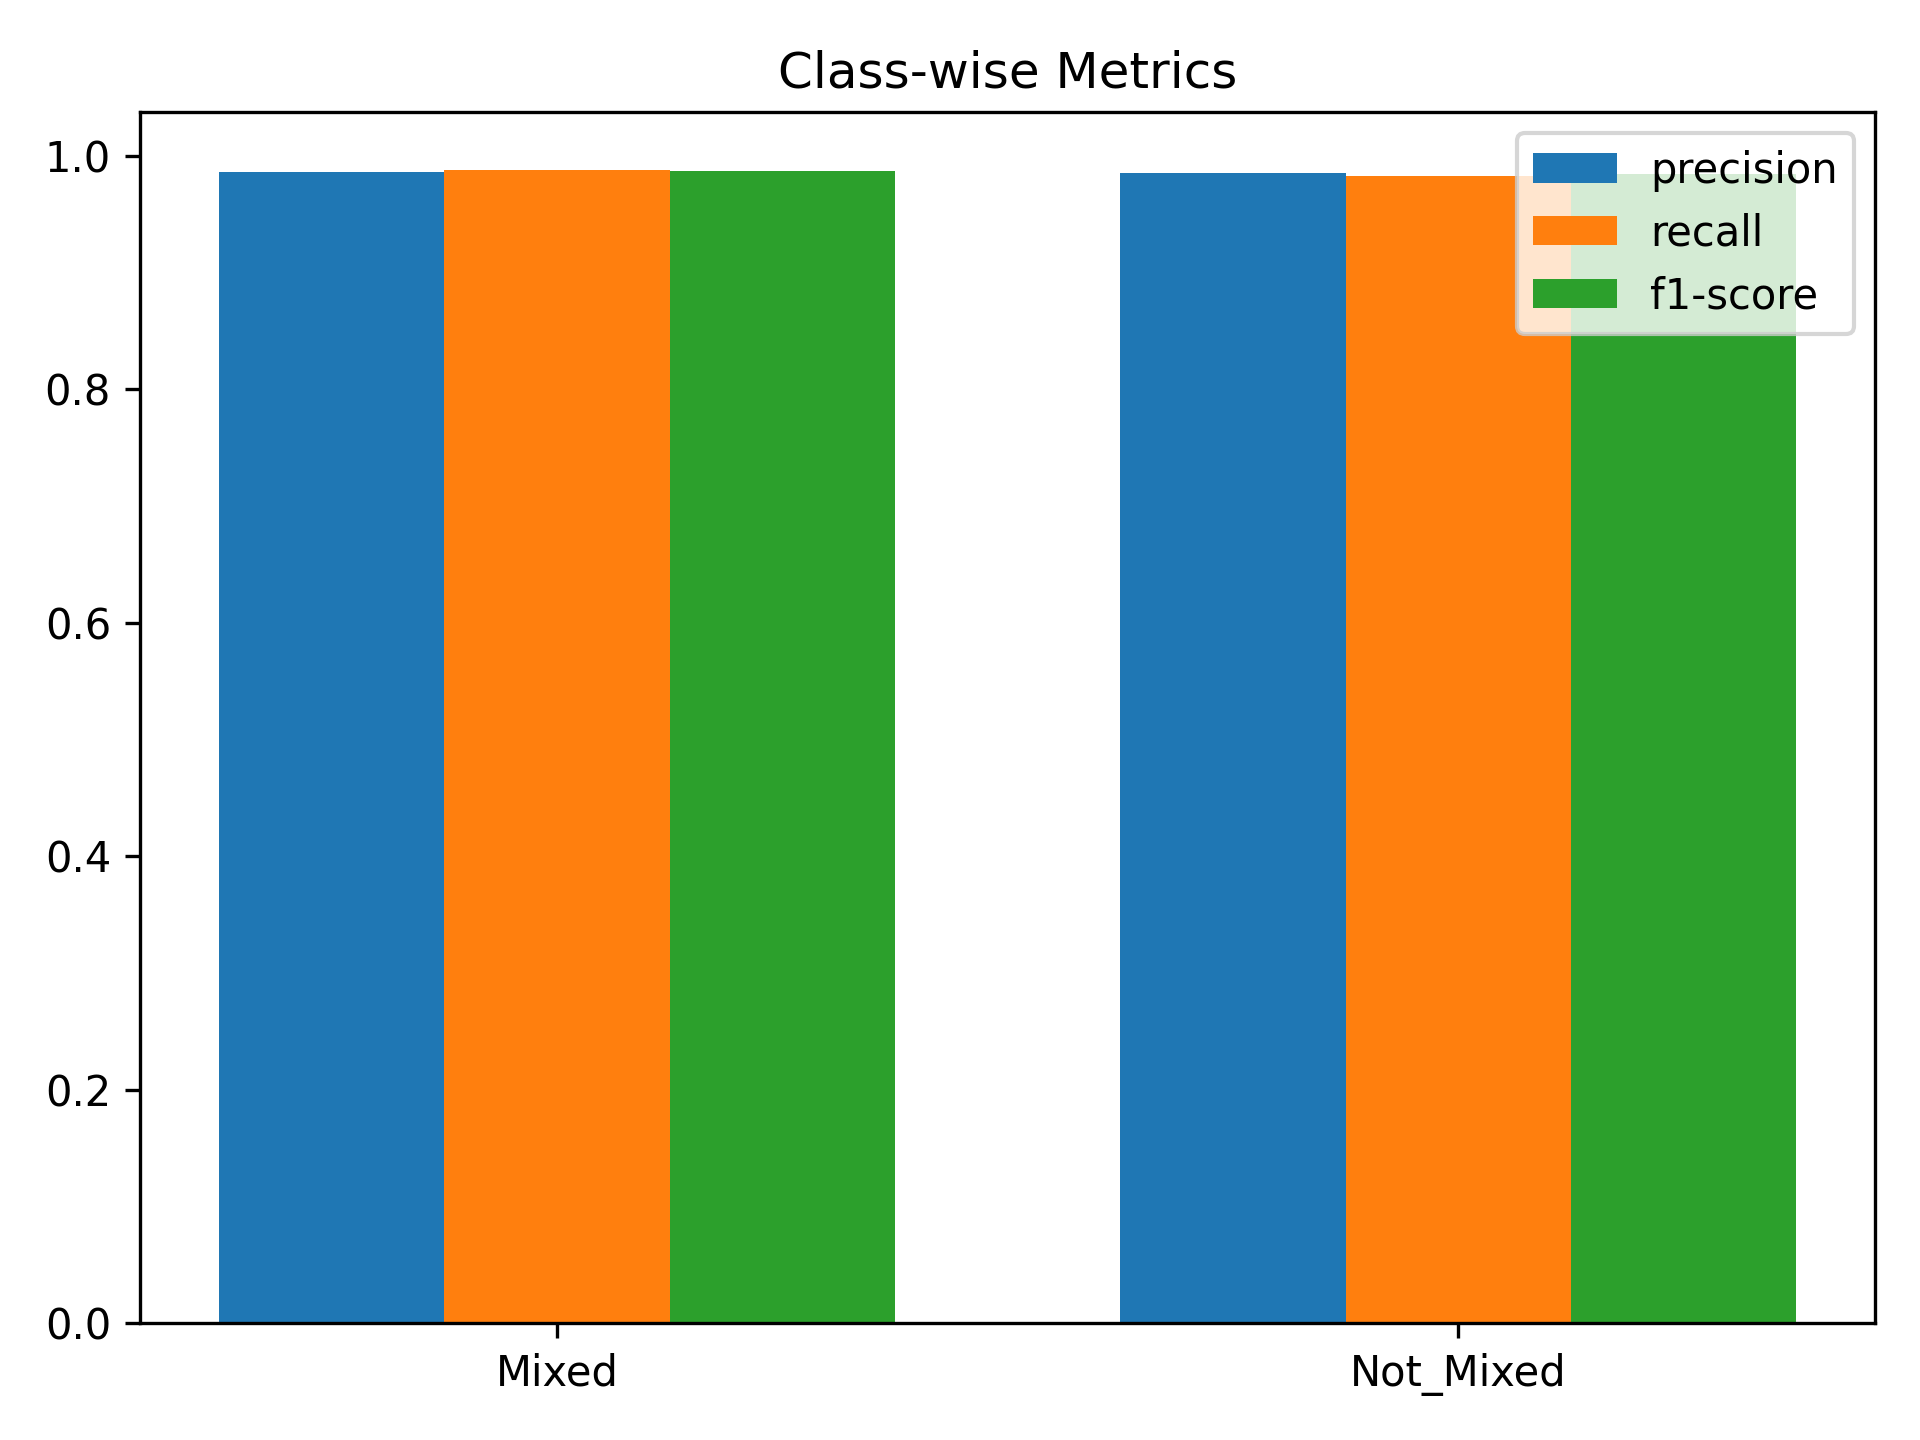 Class-wise Metrics
1.0
0.8
0.6
0.4
0.2
0.0
precision
recall
f1-score
Mixed
Not_Mixed